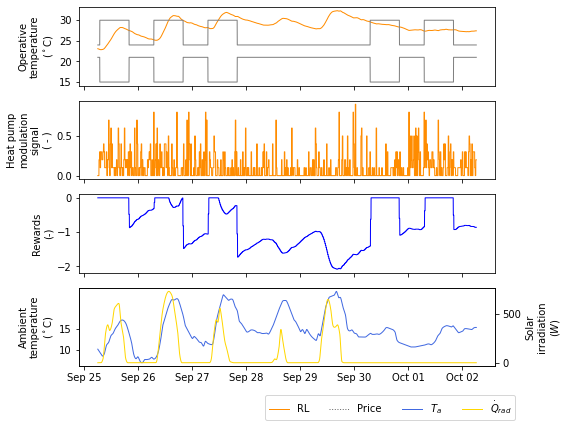 Operative
temperature
(°C)
30
25
20
15
Heat pump
modulation
signal
( - )
0.5
0.0
Rewards
(-)
0
−1
−2
Ambient
temperature
(°C)
15
10
500
0
Solar
irradiation
(W)
Sep 25 Sep 26 Sep 27 Sep 28 Sep 29 Sep 30 Oct 01 Oct 02
RL Price Tₐ Q̇rad